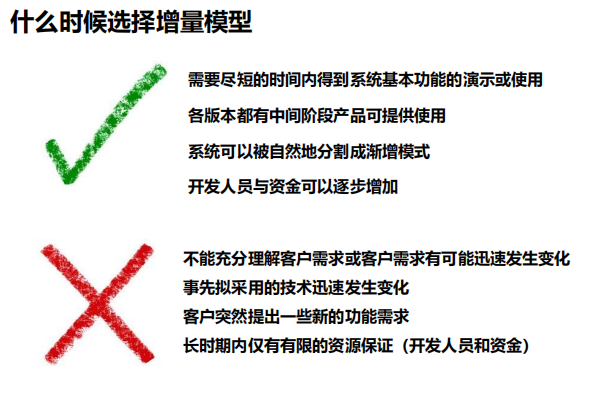 什么时候选择增量模型
需要尽短的时间内得到系统基本功能的演示或使用
各版本都有中间阶段产品可提供使用
系统可以被自然地分割成渐增模式
开发人员与资金可以逐步增加
不能充分理解客户需求或客户需求有可能迅速发生变化
事先拟采用的技术迅速发生变化
客户突然提出一些新的功能需求
长时期内仅有有限的资源保证（开发人员和资金）